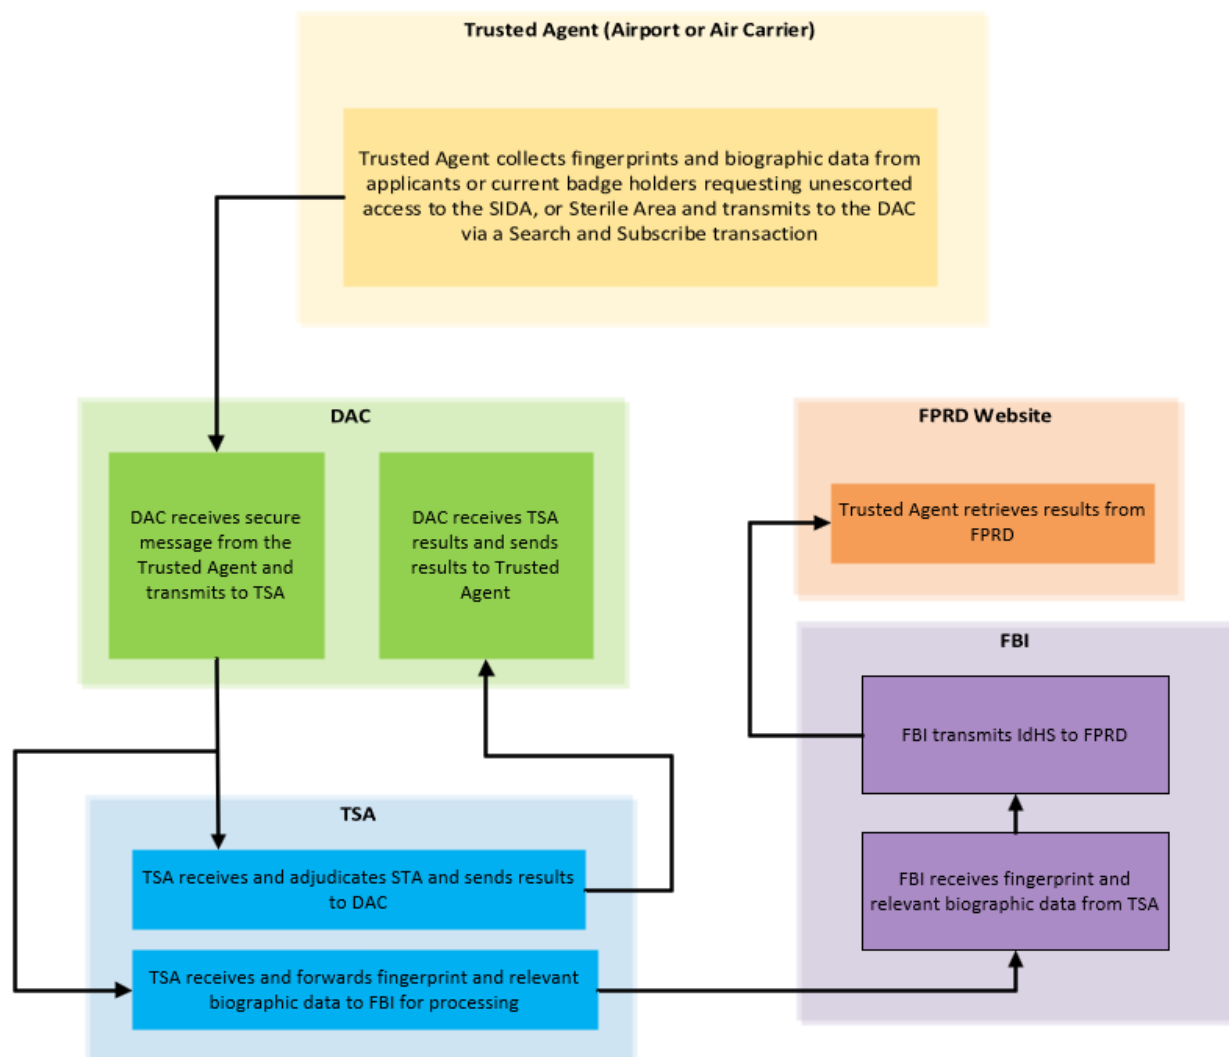 Trusted Agent (Airport or Air Carrier)
Trusted Agent collects fingerprints and biographic data from
applicants or current badge holders requesting unescorted
access to the SIDA, or Sterile Area and transmits to the DAC
via a Search and Subscribe transaction
DAC
DAC receives secure
message from the
Trusted Agent and
transmits to TSA
DAC receives TSA
results and sends
results to Trusted
Agent
FPRD Website
Trusted Agent retrieves results from
FPRD
FBI
FBI transmits IdHS to FPRD
FBI receives fingerprint and
relevant biographic data from TSA
TSA
TSA receives and adjudicates STA and sends results
to DAC
TSA receives and forwards fingerprint and relevant
biographic data to FBI for processing